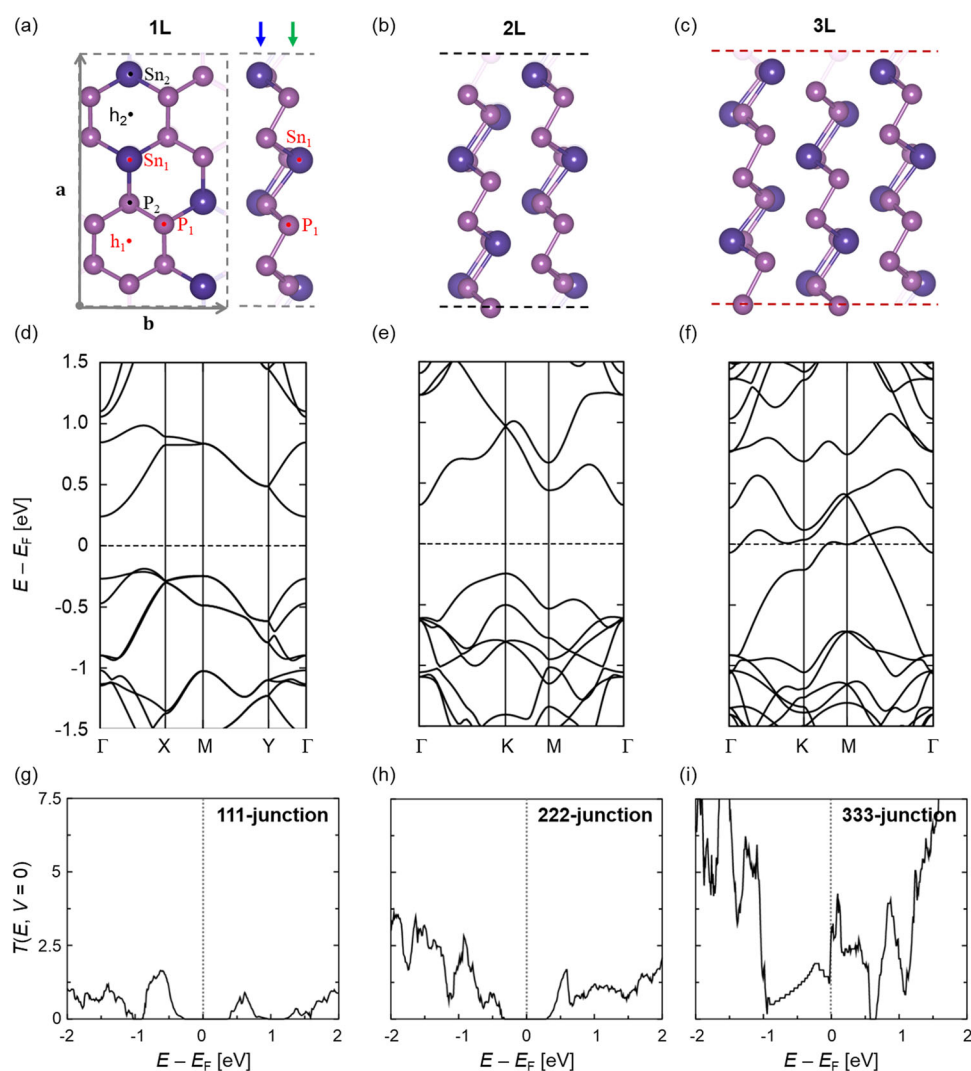 (a) 1L (b) 2L (c) 3L
Sn2
h2
Sn1 Sn1
a
P2
P1 P1
h1
b
(d) (e) (f)
1.5
1.0
0.5
0
-0.5
-1
-1.5
E – EF [eV]
Γ X M Y Γ Γ K M Γ Γ K M Γ
(g) (h) (i)
111-junction 222-junction 333-junction
7.5
5
2.5
0
T(E, V = 0)
-2 -1 0 1 2 -2 -1 0 1 2 -2 -1 0 1 2
E – EF [eV] E – EF [eV] E – EF [eV]